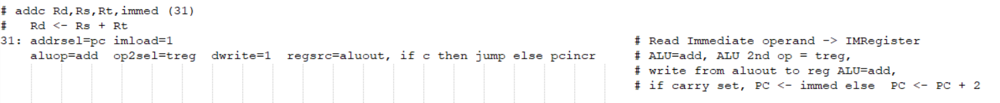 # addc Rd,Rs,Rt,immed (31)
#   Rd <- Rs + Rt
31: addrsel=pc imload=1 # Read Immediate operand -> IMRegister
aluop=add  op2sel=treg  dwrite=1  regsrc=aluout, if c then jump else pcincr # ALU=add, ALU 2nd op = treg,
# write from aluout to reg ALU=add,
# if carry set, PC <- immed else  PC <- PC + 2